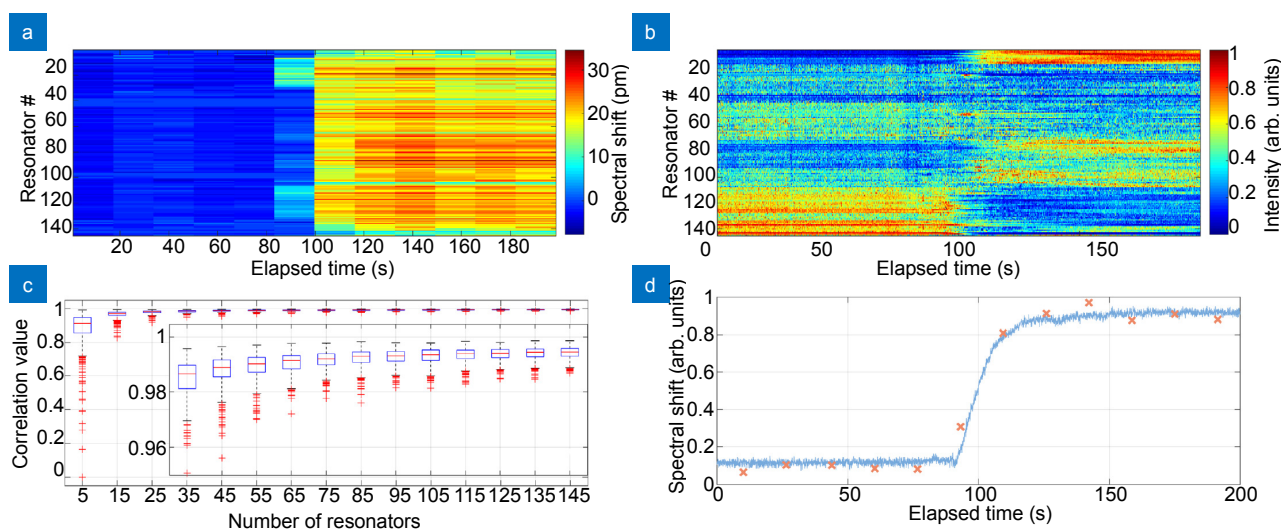 a
20
40
60
80
100
120
140
Resonator #
20 40 60 80 100 120 140 160 180
Elapsed time (s)
30
20
10
0
Spectral shift (pm)
b
20
40
60
80
100
120
140
Resonator #
0 50 100 150
Elapsed time (s)
1
0.8
0.6
0.4
0.2
0
Intensity (arb. units)
c
1
0.8
0.6
0.4
0.2
0
Correlation value
1
0.98
0.96
5 15 25 35 45 55 65 75 85 95 105 115 125 135 145
Number of resonators
d
1
0.8
0.6
0.4
0.2
0
Spectral shift (arb. units)
0 50 100 150 200
Elapsed time (s)